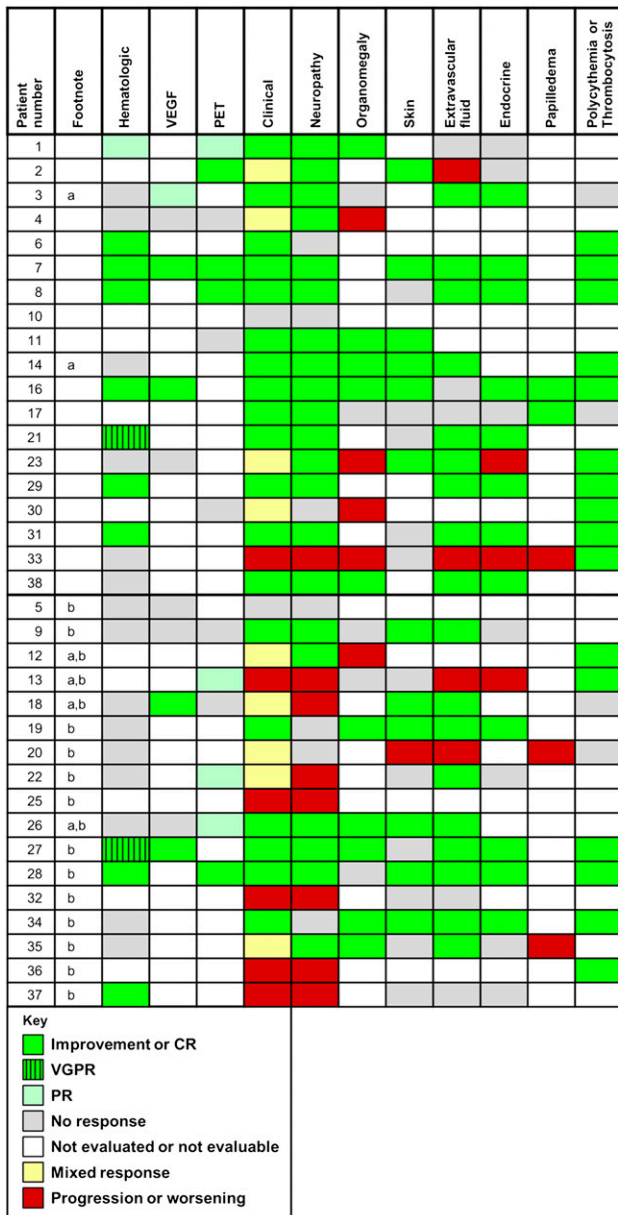 Patient number
Footnote
Hematologic
VEGF
PET
Clinical
Neuropathy
Organomegaly
Skin
Extravascular fluid
Endocrine
Papilledema
Polycythemia or Thrombocytosis
1
2
3 a
4
6
7
8
10
11
14 a
16
17
21
23
29
30
31
33
38
5 b
9 b
12 a,b
13 a,b
18 a,b
19 b
20 b
22 b
25 b
26 a,b
27 b
28 b
32 b
34 b
35 b
36 b
37 b
Key
Improvement or CR
VGPR
PR
No response
Not evaluated or not evaluable
Mixed response
Progression or worsening